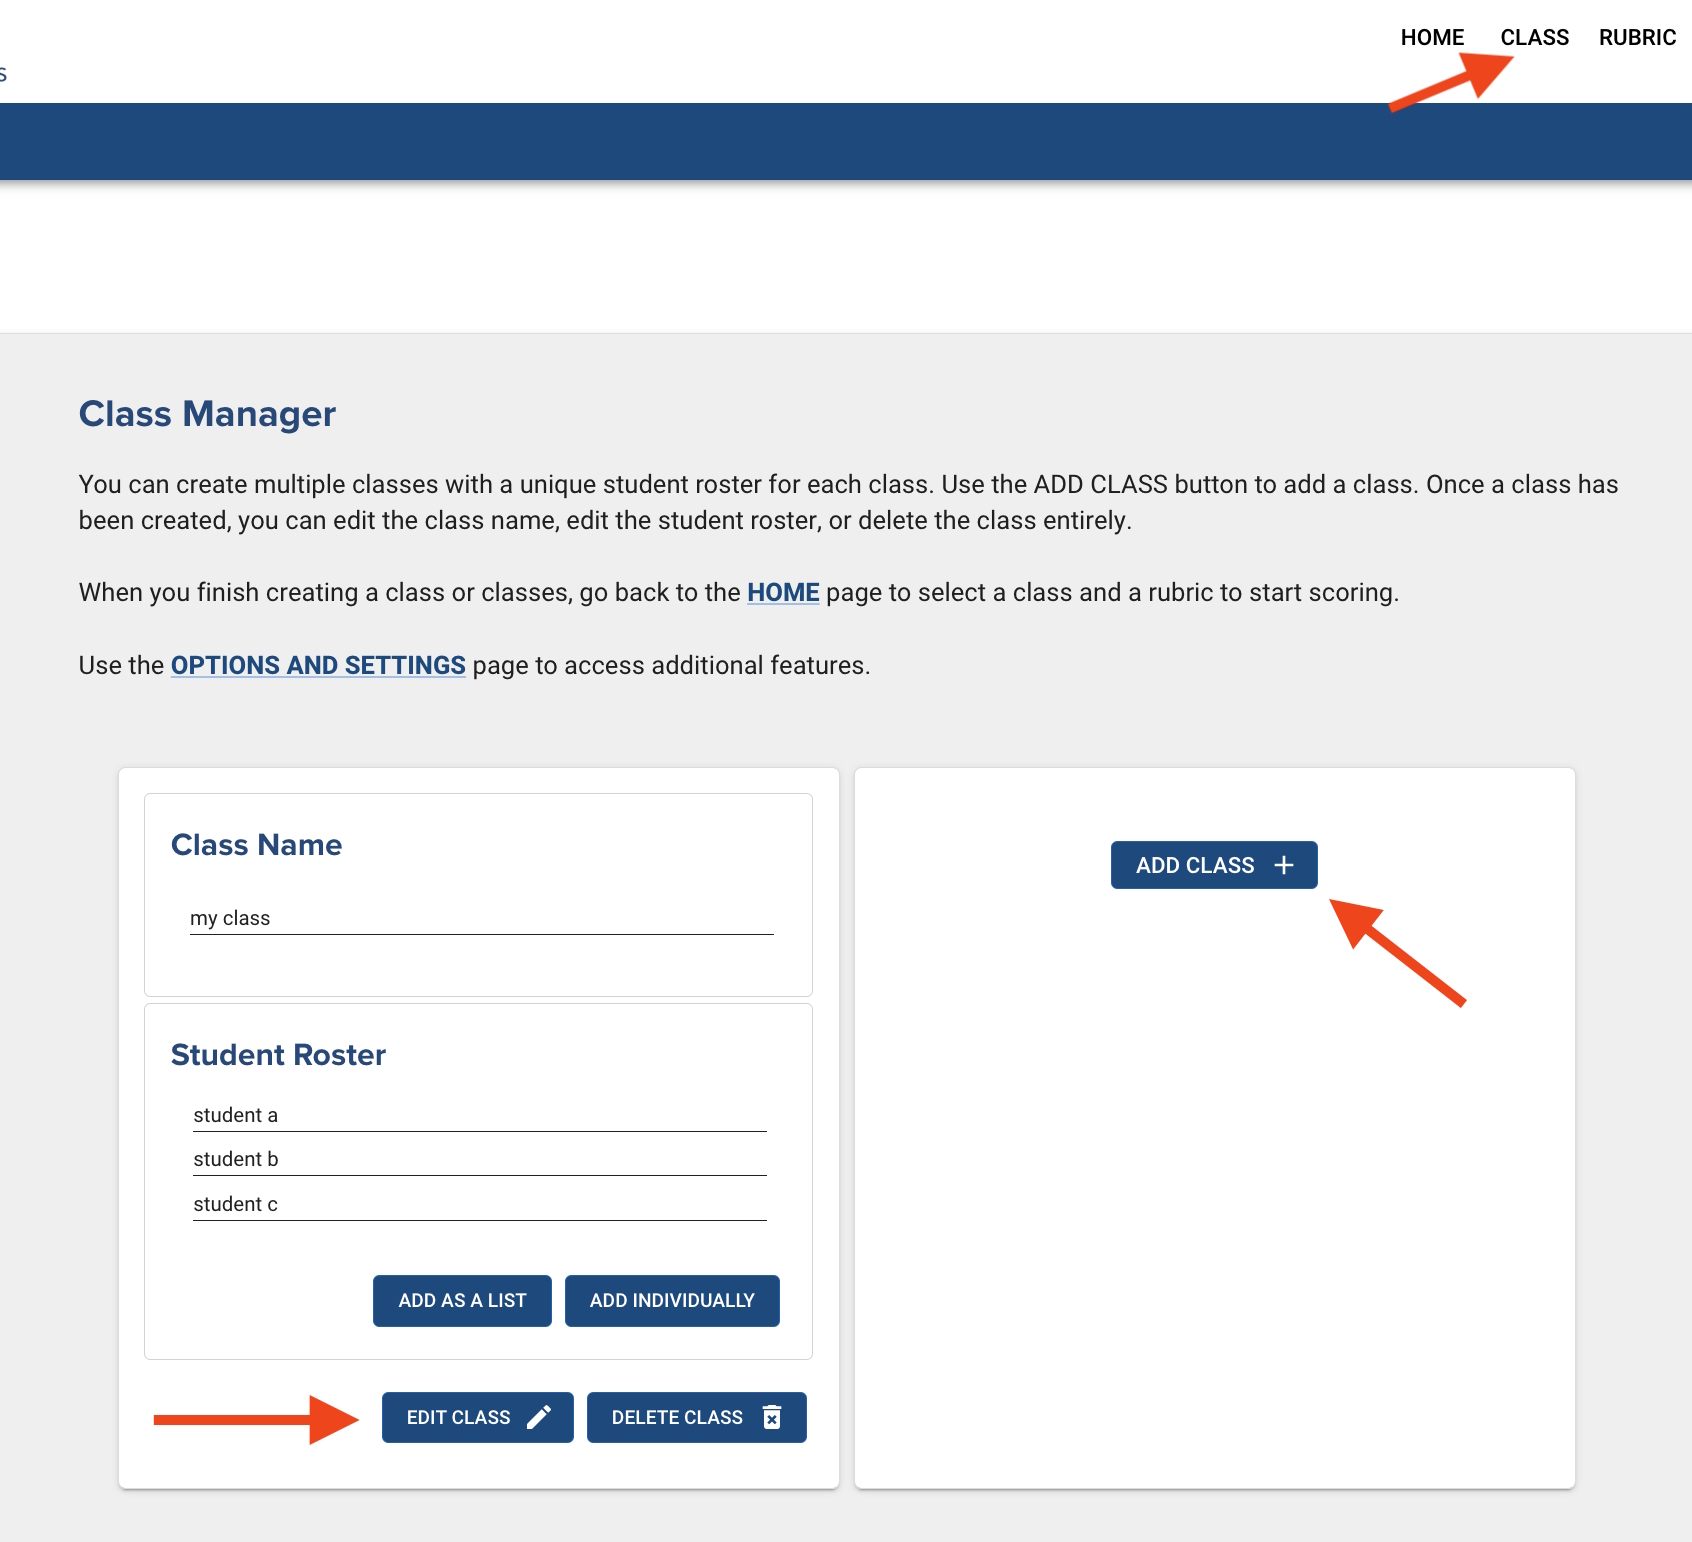 HOME CLASS RUBRIC
s
Class Manager
You can create multiple classes with a unique student roster for each class. Use the ADD CLASS button to add a class. Once a class has
been created, you can edit the class name, edit the student roster, or delete the class entirely.
When you finish creating a class or classes, go back to the HOME page to select a class and a rubric to start scoring.
Use the OPTIONS AND SETTINGS page to access additional features.
Class Name
my class
Student Roster
student a
student b
student c
ADD AS A LIST ADD INDIVIDUALLY
EDIT CLASS DELETE CLASS
ADD CLASS +